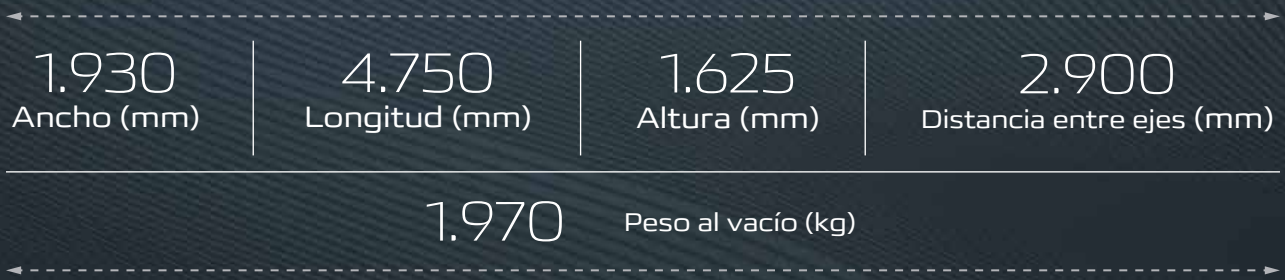 1.930
Ancho (mm)
4.750
Longitud (mm)
1.625
Altura (mm)
2.900
Distancia entre ejes (mm)
1.970 Peso al vacío (kg)